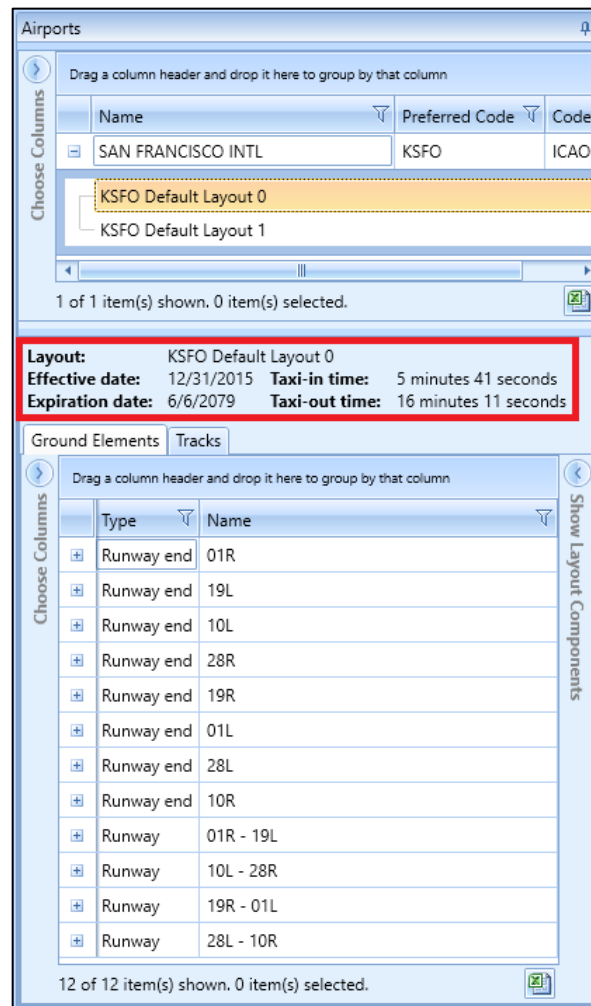 Airports
Choose Columns
Drag a column header and drop it here to group by that column
Name Preferred Code Code
SAN FRANCISCO INTL KSFO ICAO
KSFO Default Layout 0
KSFO Default Layout 1
1 of 1 item(s) shown. 0 item(s) selected.
Layout: KSFO Default Layout 0
Effective date: 12/31/2015 Taxi-in time: 5 minutes 41 seconds
Expiration date: 6/6/2079 Taxi-out time: 16 minutes 11 seconds
Ground Elements Tracks
Choose Columns
Drag a column header and drop it here to group by that column
Show Layout Components
Type Name
Runway end 01R
Runway end 19L
Runway end 10L
Runway end 28R
Runway end 19R
Runway end 01L
Runway end 28L
Runway end 10R
Runway 01R - 19L
Runway 10L - 28R
Runway 19R - 01L
Runway 28L - 10R
12 of 12 item(s) shown. 0 item(s) selected.